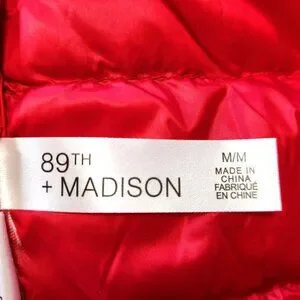 89TH
+ MADISON
M/M
MADE IN
CHINA
FABRIQUÉ
EN CHINE